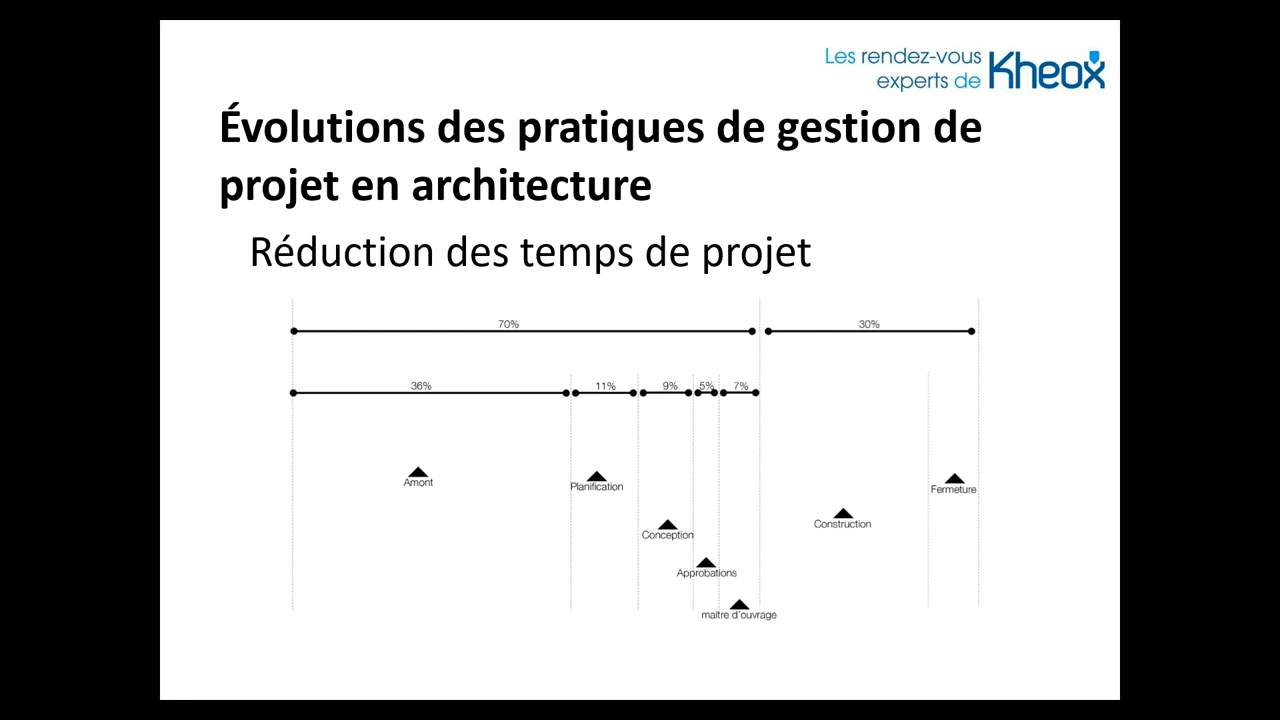 Les rendez-vous
experts de Kheox
Évolutions des pratiques de gestion de
projet en architecture
Réduction des temps de projet
70% 30%
36% 11% 9% 5% 7%
Amont
Planification
Fermeture
Construction
Conception
Approbations
maitre d'ouvrage